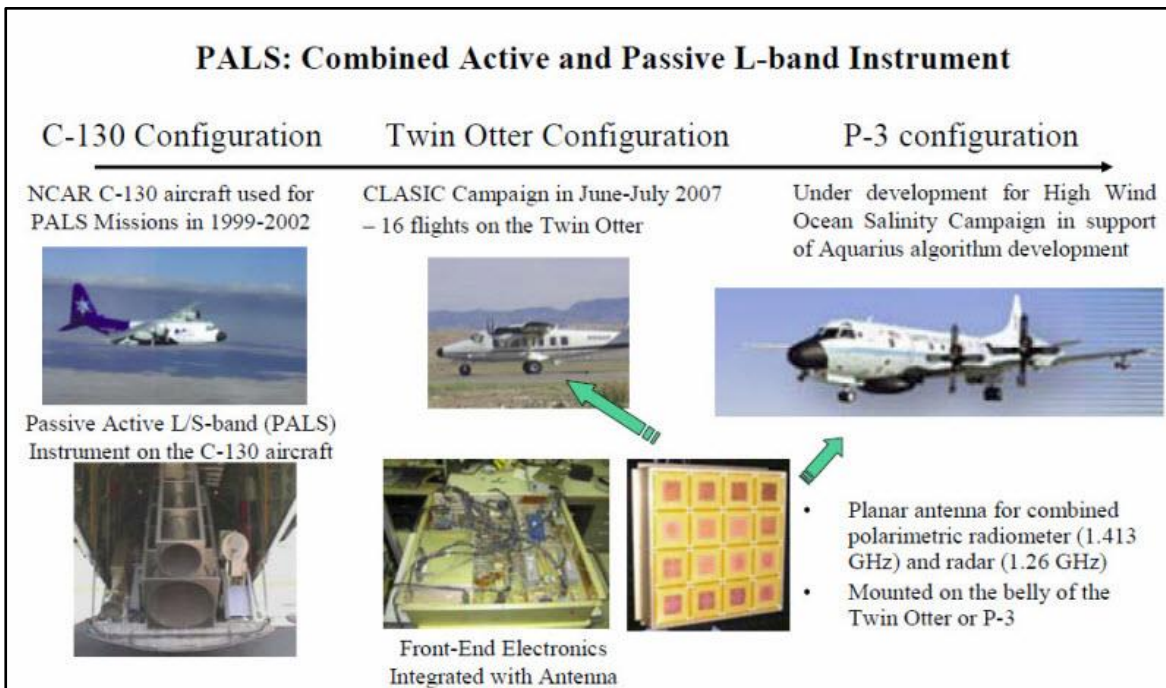 PALS: Combined Active and Passive L-band Instrument
C-130 Configuration
Twin Otter Configuration
P-3 configuration
NCAR C-130 aircraft used for
PALS Missions in 1999-2002
CLASIC Campaign in June-July 2007
– 16 flights on the Twin Otter
Under development for High Wind
Ocean Salinity Campaign in support
of Aquarius algorithm development
Passive Active L/S-band (PALS)
Instrument on the C-130 aircraft
Front-End Electronics
Integrated with Antenna
• Planar antenna for combined
polarimetric radiometer (1.413
GHz) and radar (1.26 GHz)
• Mounted on the belly of the
Twin Otter or P-3